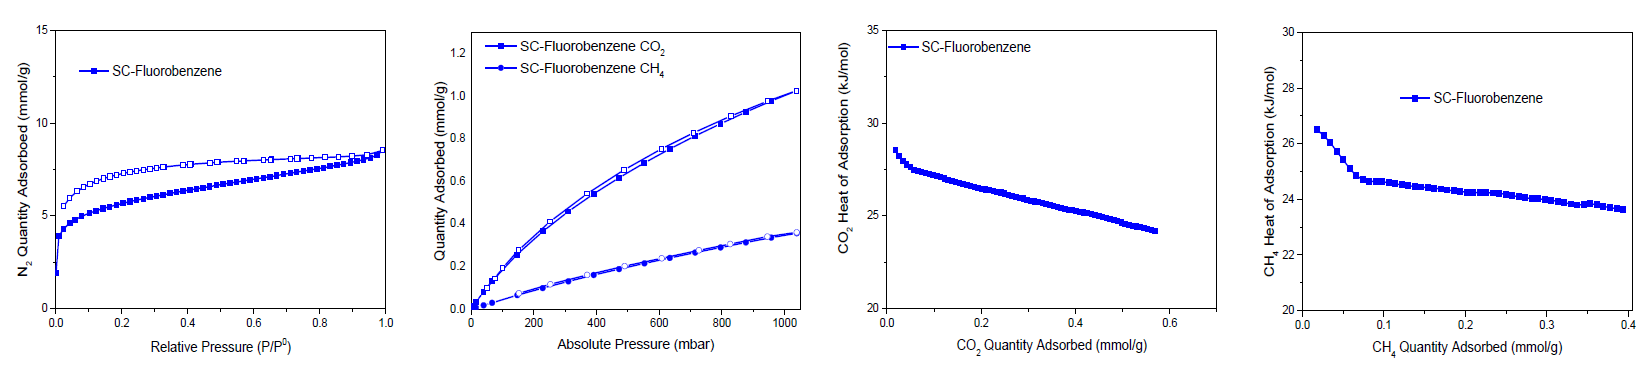 N2 Quantity Adsorboed (mmol/g)
15
10
5
0
SC-Fluorobenzene
0.0 0.2 0.4 0.6 0.8 1.0
Relative Pressure (P/P0)
Quantity Adsorbed (mmol/g)
1.2
1.0
0.8
0.6
0.4
0.2
0.0
SC-Fluorobenzene CO2
SC-Fluorobenzene CH4
0 200 400 600 800 1000
Absolute Pressure (mbar)
CO2 Heat of Adsorption (kJ/mol)
35
30
25
20
SC-Fluorobenzene
0.0 0.2 0.4 0.6
CO2 Quantity Adsorbed (mmol/g)
CH4 Heat of Adsorption (kJ/mol)
30
28
26
24
22
20
SC-Fluorobenzene
0.0 0.1 0.2 0.3 0.4
CH4 Quantity Adsorbed (mmol/g)